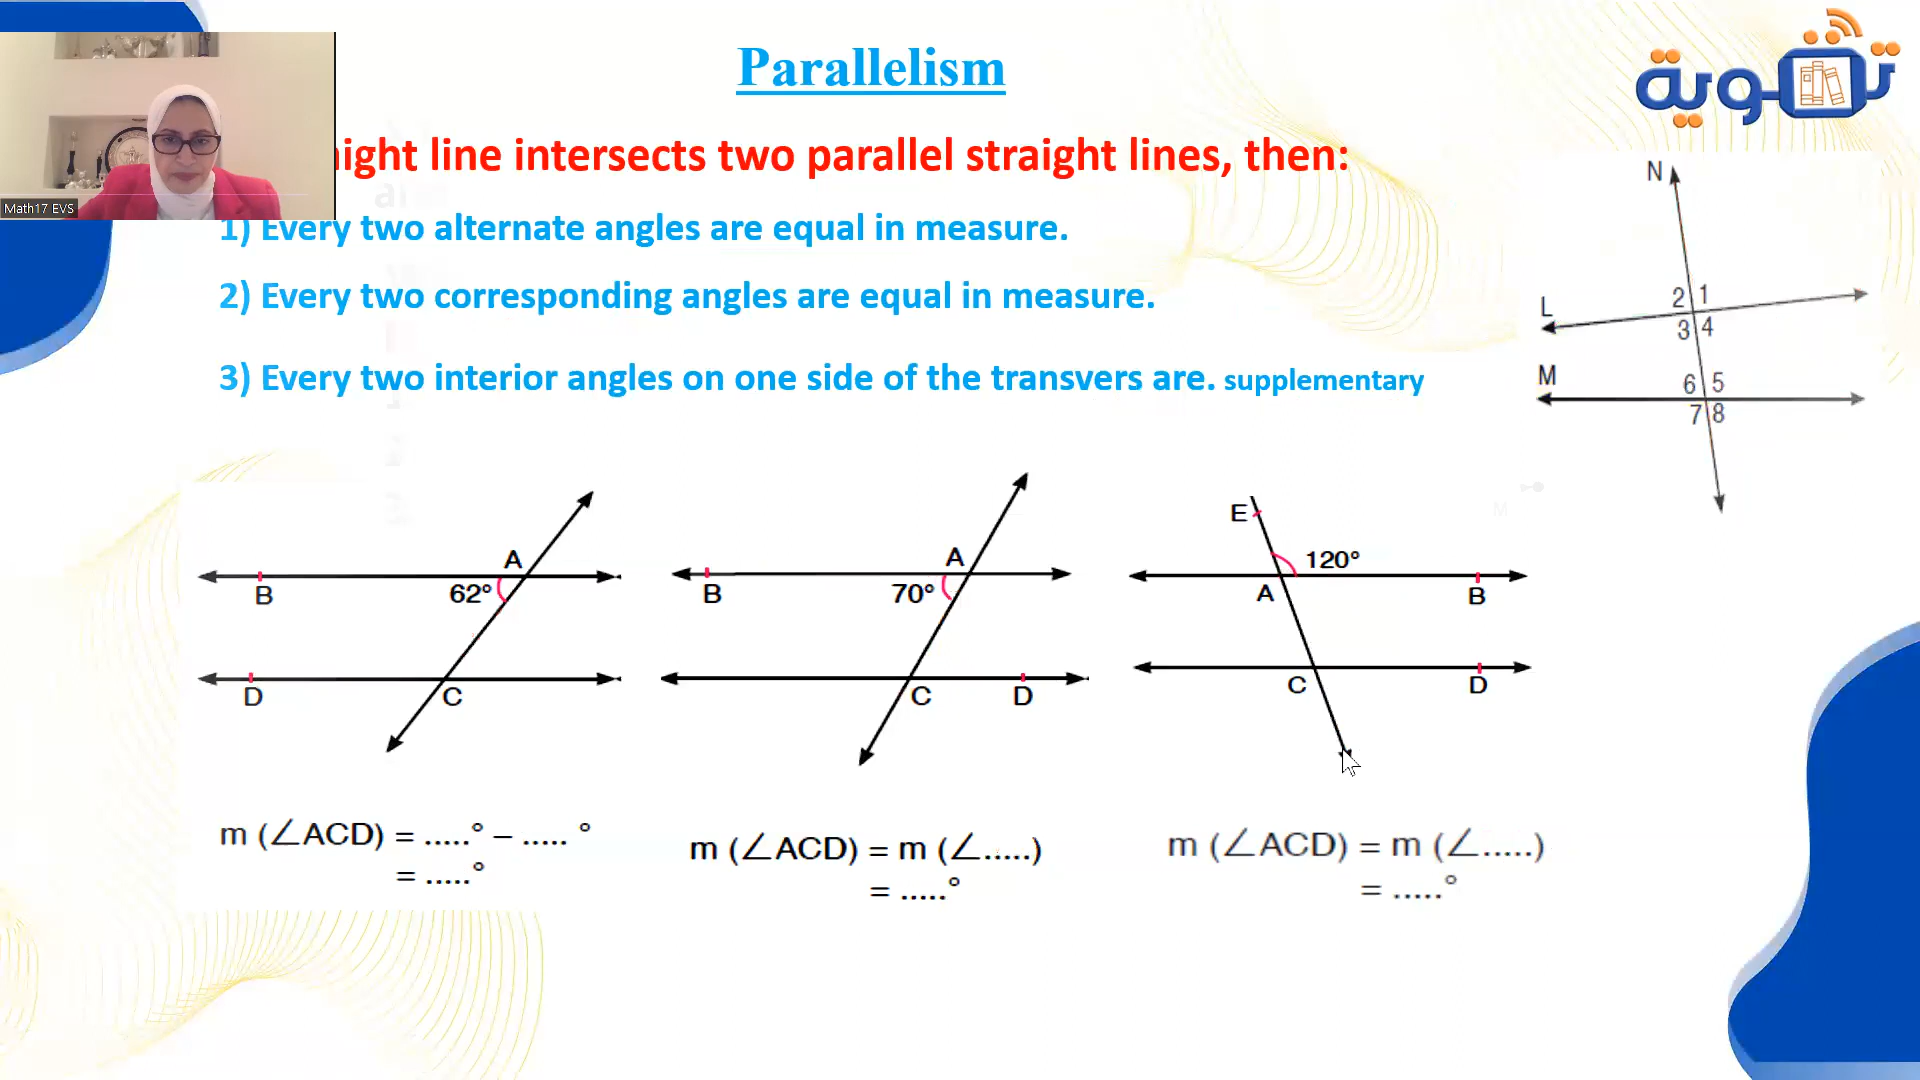 Parallelism
تربوية
ight line intersects two parallel straight lines, then:
Math17 EVS
1) Every two alternate angles are equal in measure.
2) Every two corresponding angles are equal in measure.
3) Every two interior angles on one side of the transvers are. supplementary
N
L
2 1
3 4
M
6 5
7 8
A
B
62°
D
C
A
B
70°
C
D
E
120°
A
B
C
D
m (∠ACD) = .....° – ..... °
= .....°
m (∠ACD) = m (∠.....)
= .....°
m (∠ACD) = m (∠.....)
= .....°